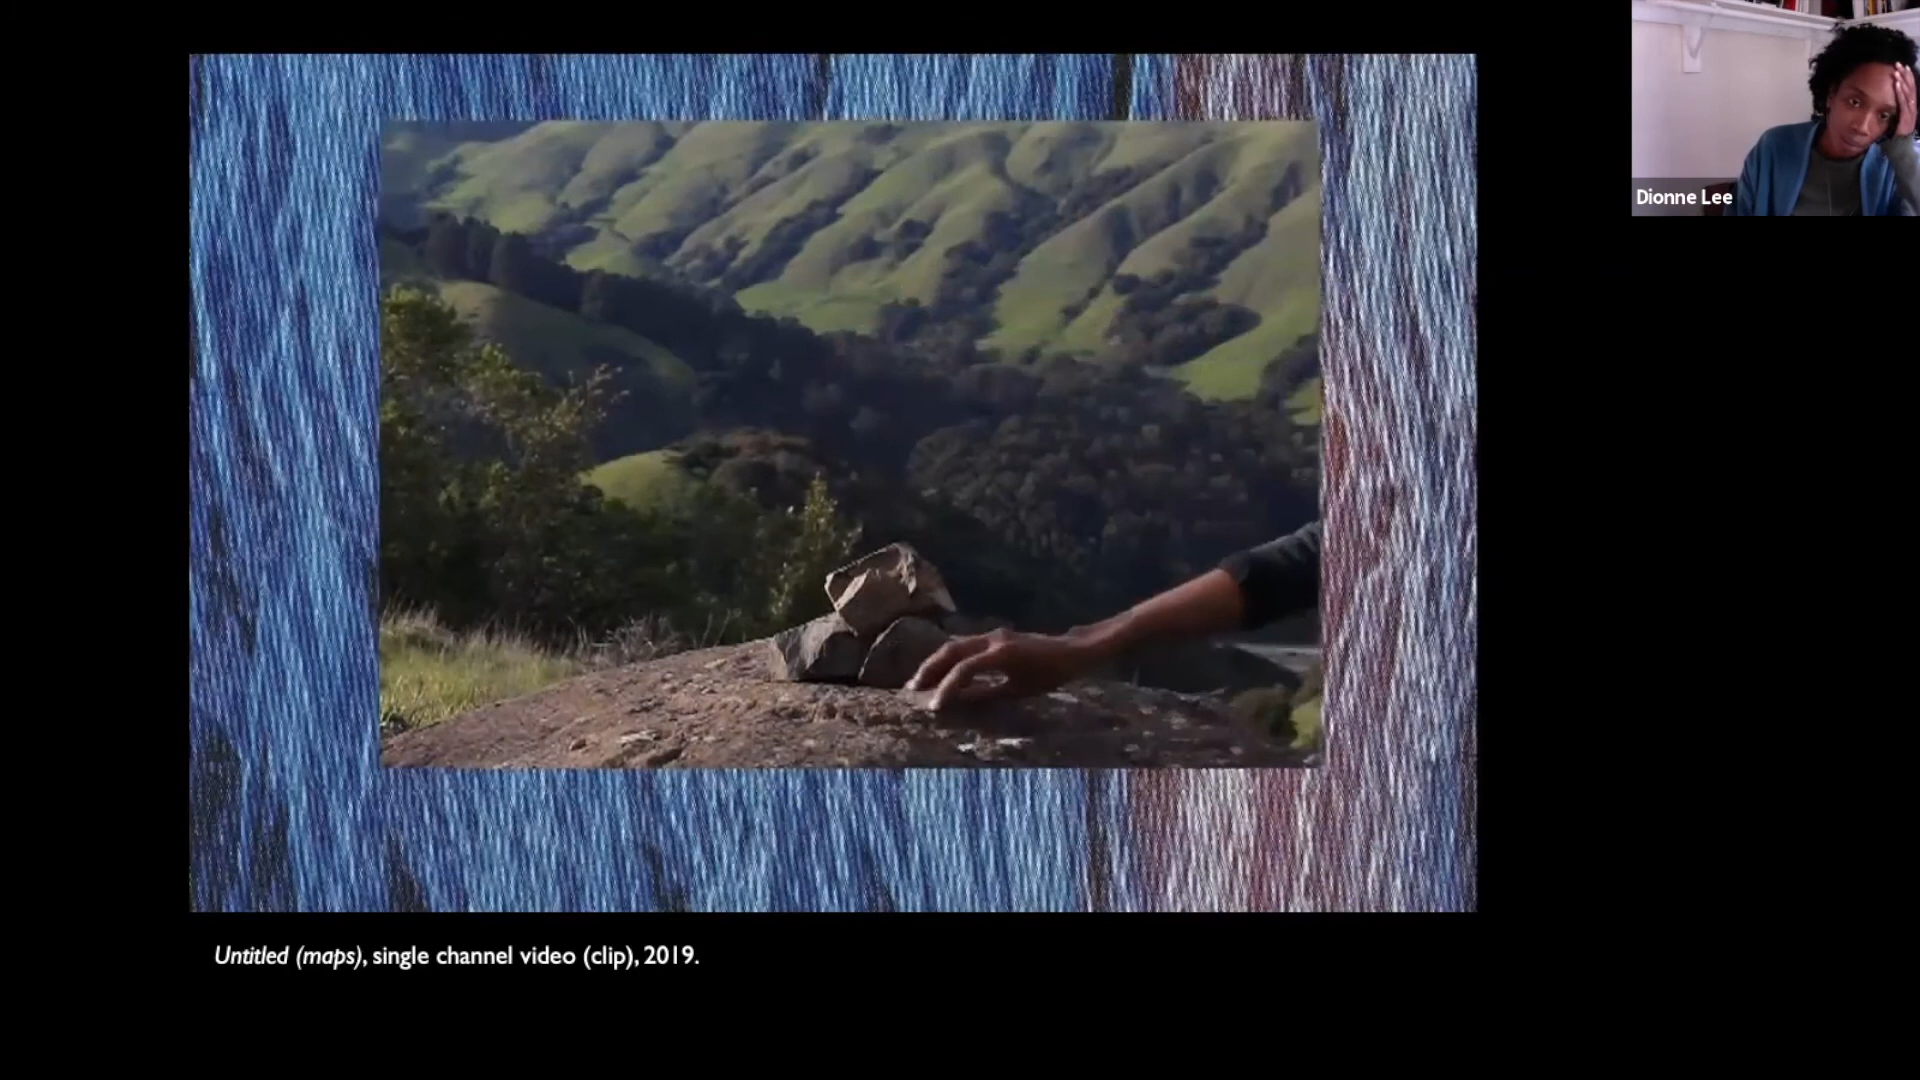 Dionne Lee
Untitled (maps), single channel video (clip), 2019.